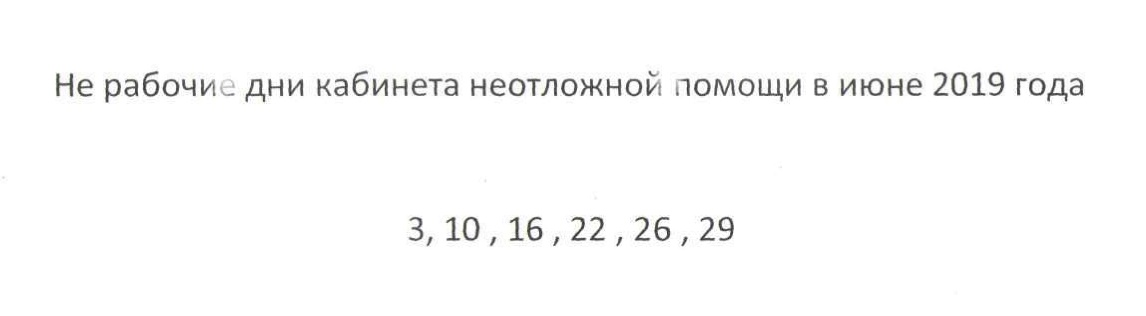 Не рабочие дни кабинета неотложной помощи в июне 2019 года
3, 10 , 16 , 22 , 26 , 29